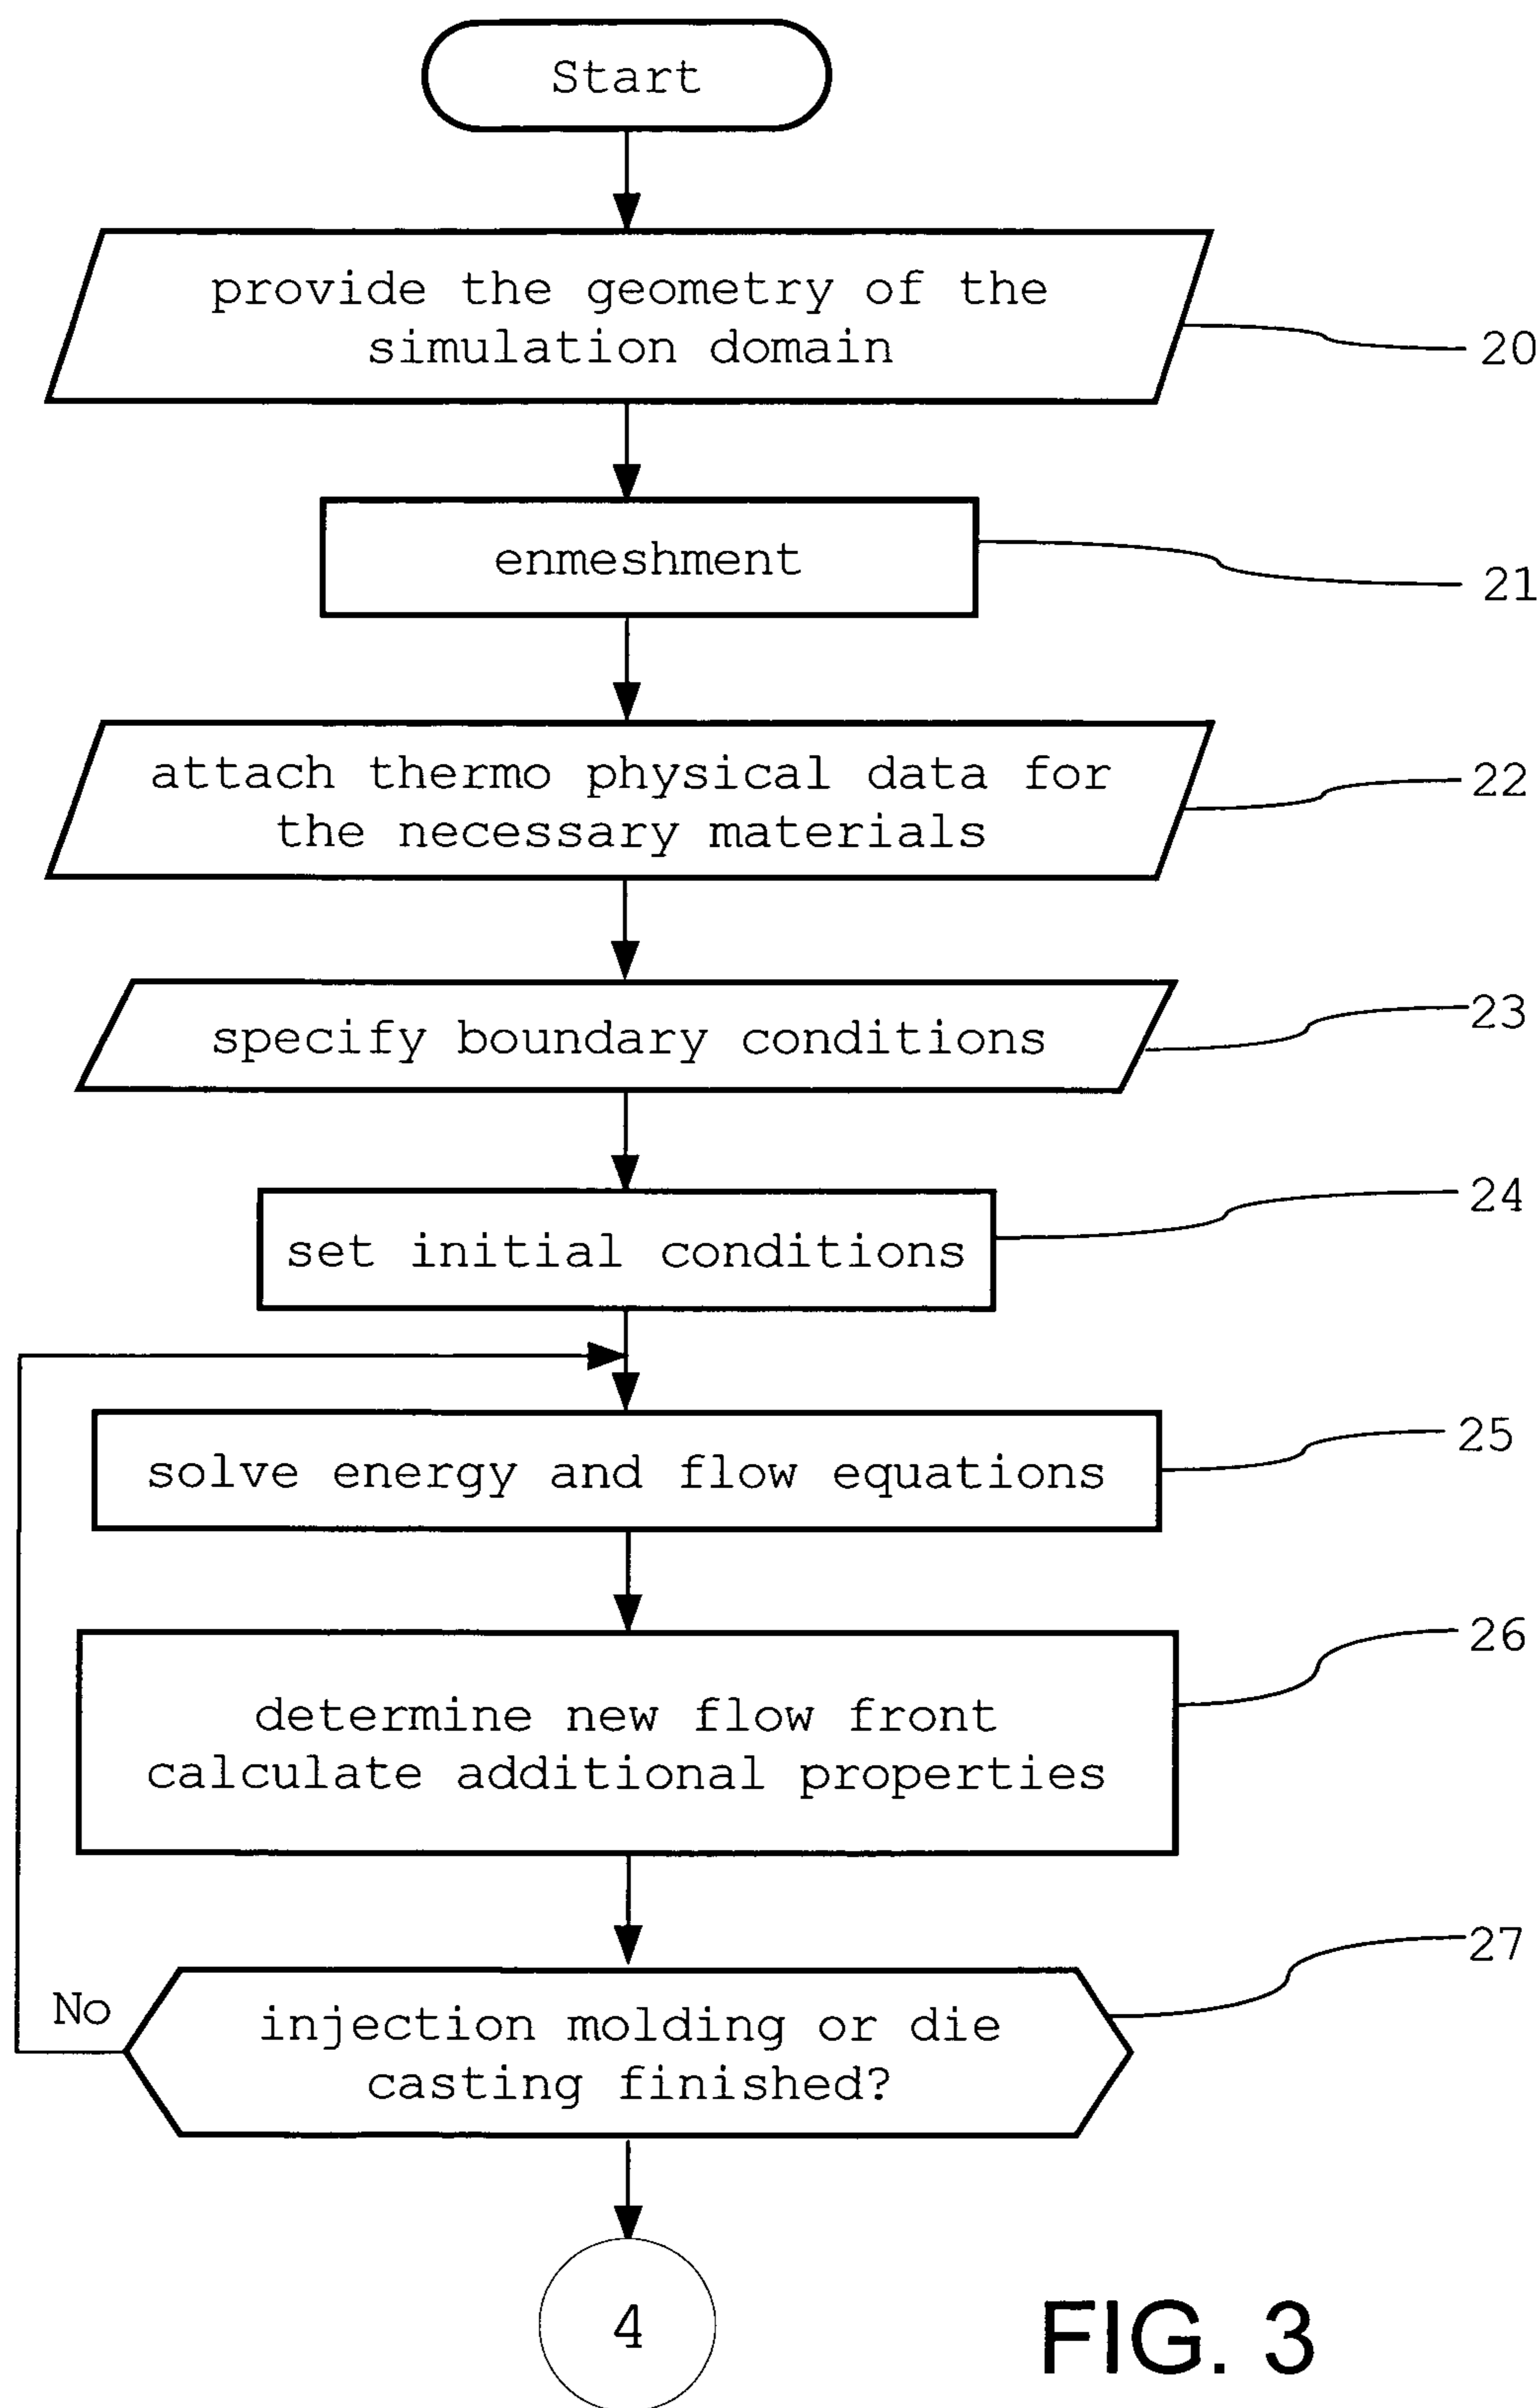 Start
provide the geometry of the
simulation domain
20
enmeshment
21
attach thermo physical data for
the necessary materials
22
specify boundary conditions
23
set initial conditions
24
solve energy and flow equations
25
determine new flow front
calculate additional properties
26
No
injection molding or die
casting finished?
27
4
FIG. 3